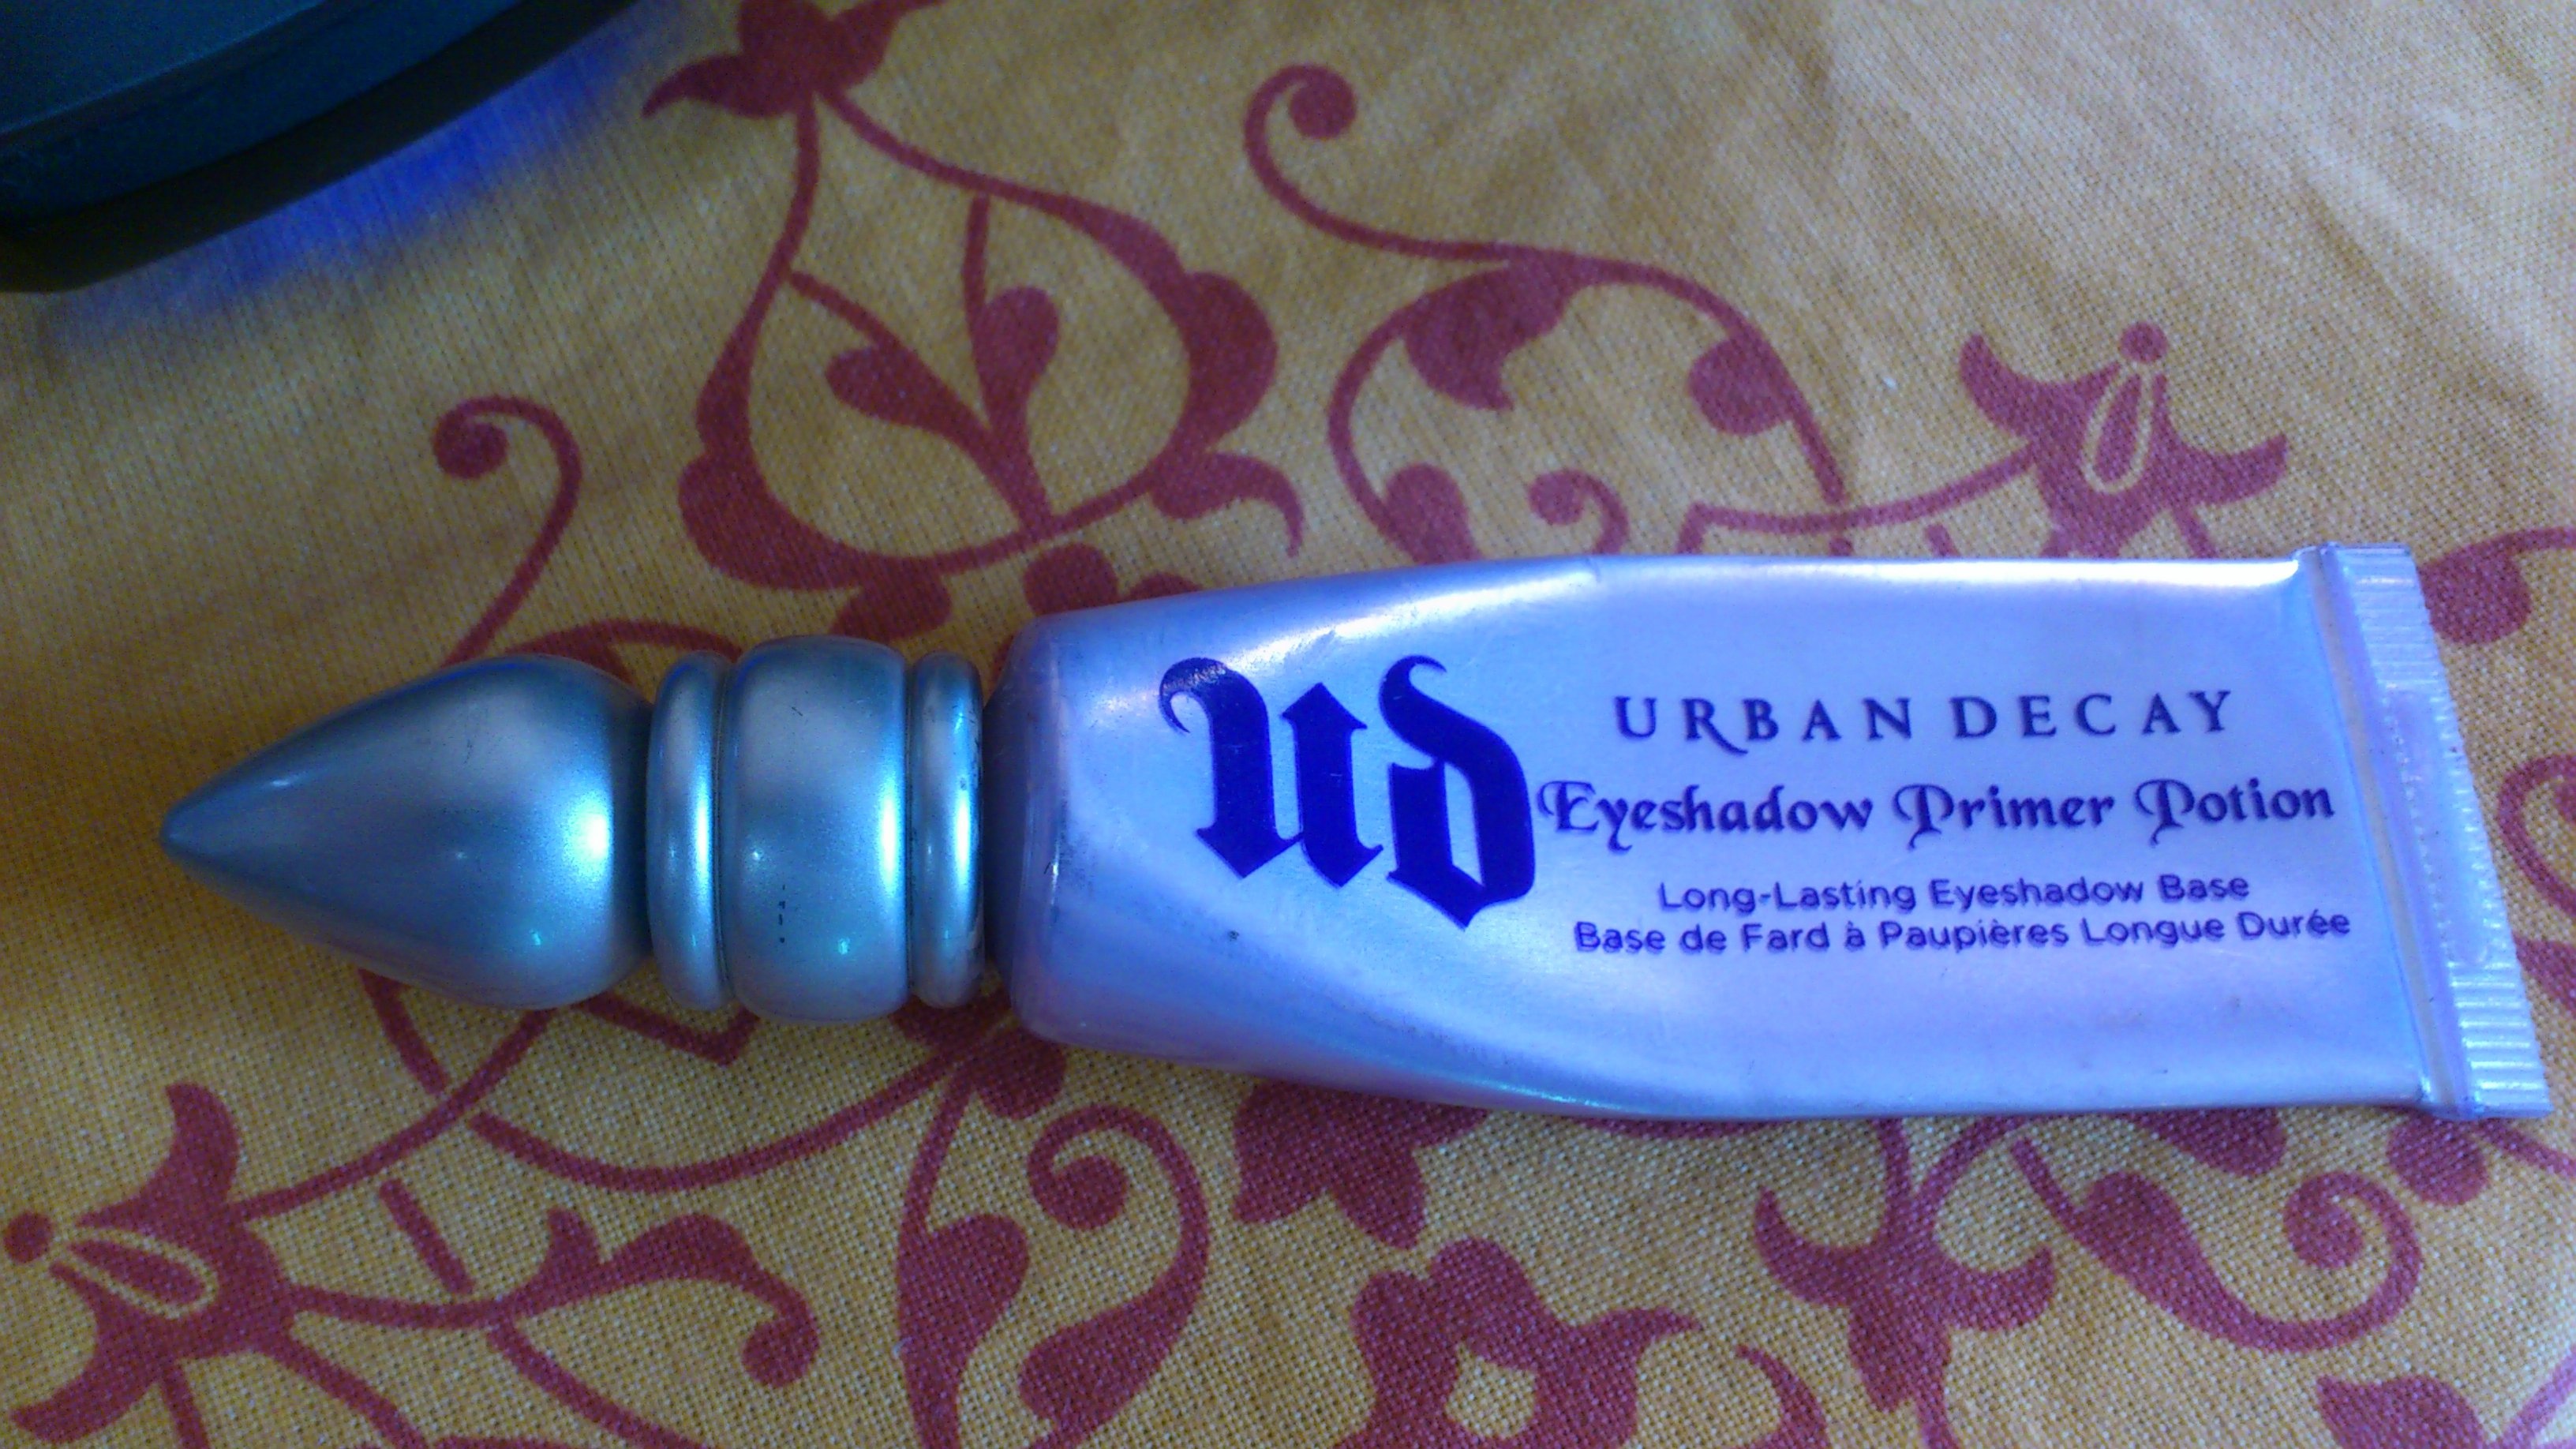 UD
URBAN DECAY
Eyeshadow Primer Potion
Long-Lasting Eyeshadow Base
Base de Fard à Paupières Longue Durée